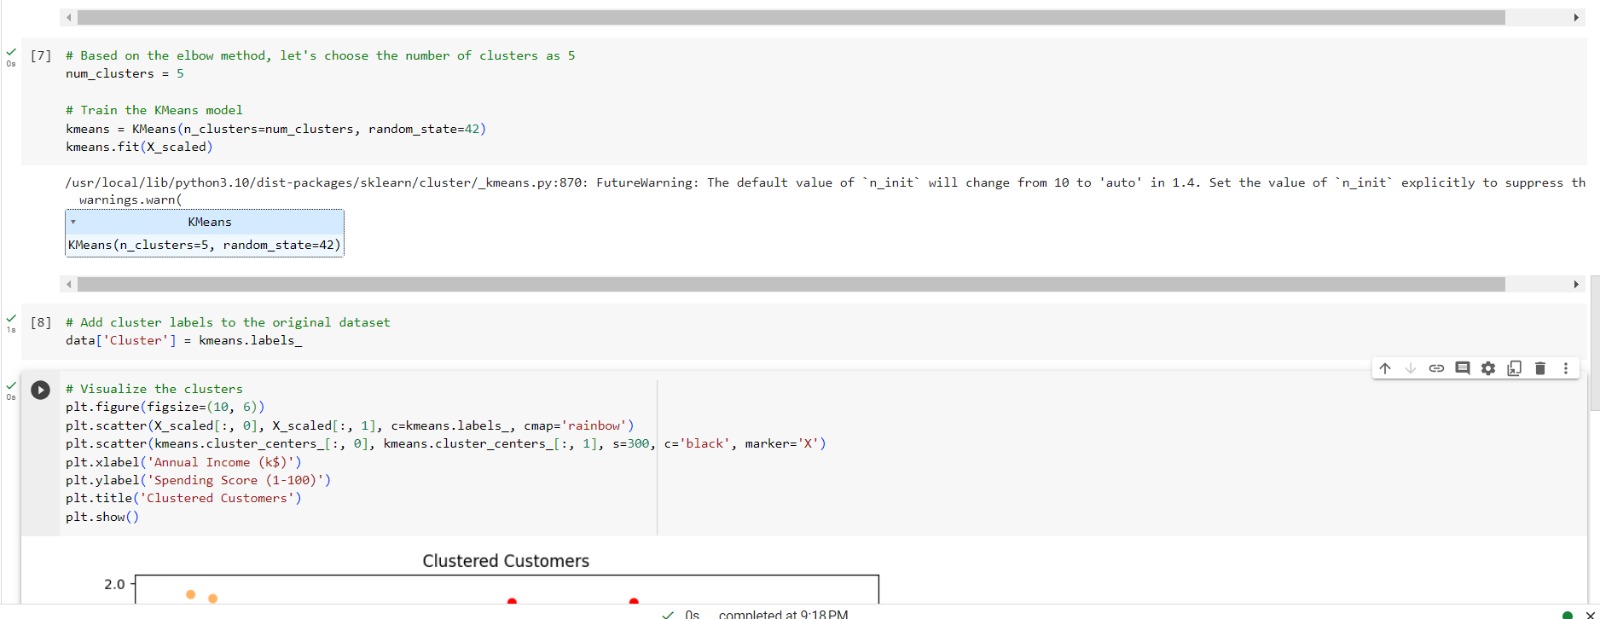 [7] # Based on the elbow method, let's choose the number of clusters as 5
num_clusters = 5
# Train the KMeans model
kmeans = KMeans(n_clusters=num_clusters, random_state=42)
kmeans.fit(X_scaled)
0s
/usr/local/lib/python3.10/dist-packages/sklearn/cluster/_kmeans.py:870: FutureWarning: The default value of `n_init` will change from 10 to 'auto' in 1.4. Set the value of `n_init` explicitly to suppress th
warnings.warn(
KMeans
KMeans(n_clusters=5, random_state=42)
[8] # Add cluster labels to the original dataset
1s
data['Cluster'] = kmeans.labels_
# Visualize the clusters
0s
plt.figure(figsize=(10, 6))
plt.scatter(X_scaled[:, 0], X_scaled[:, 1], c=kmeans.labels_, cmap='rainbow')
plt.scatter(kmeans.cluster_centers_[:, 0], kmeans.cluster_centers_[:, 1], s=300, c='black', marker='X')
plt.xlabel('Annual Income (k$)')
plt.ylabel('Spending Score (1-100)')
plt.title('Clustered Customers')
plt.show()
Clustered Customers
2.0
0s completed at 9:18 PM